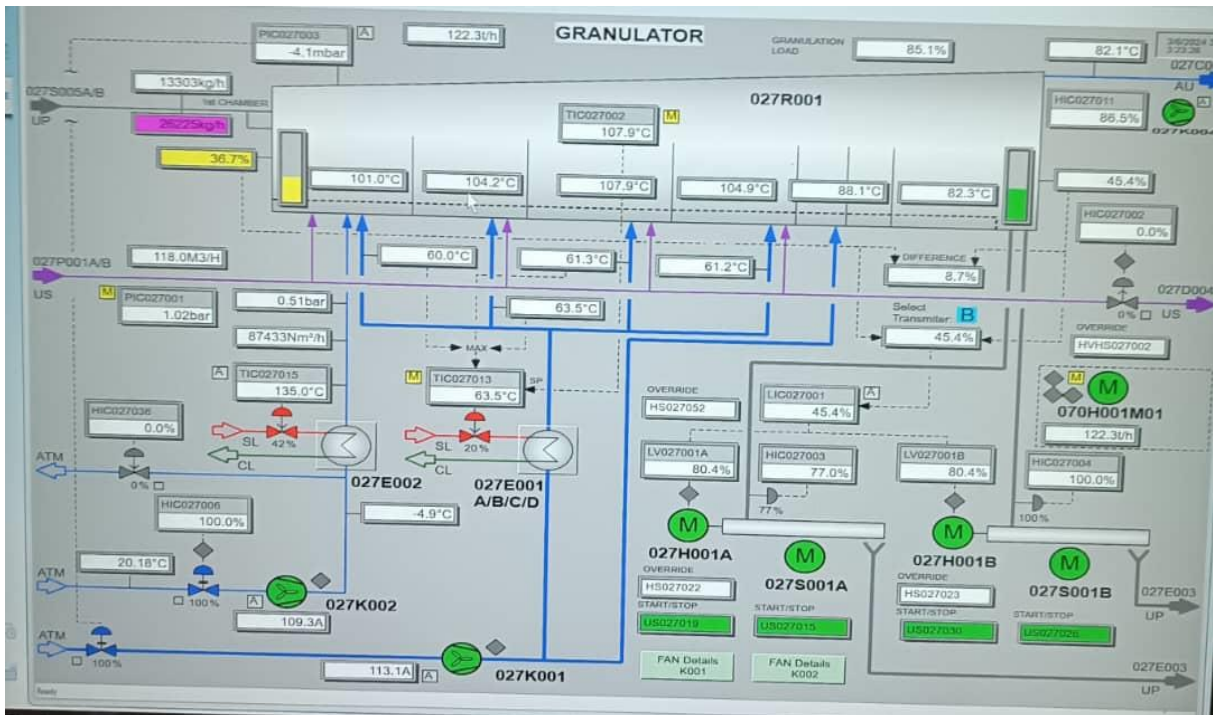 GRANULATOR
PIC027003
A
-4.1mbar
122.3t/h
GRANULATION
LOAD
85.1%
82.1°C
027C0
AU
13303kg/h
027S005A/B
UP
1st CHAMBER
26225kg/h
36.7%
027R001
TIC027002
M
107.9°C
HIC027011
86.5%
A
027K004
101.0°C
104.2°C
107.9°C
104.9°C
88.1°C
82.3°C
45.4%
HIC027002
0.0%
027P001A/B
US
118.0M3/H
60.0°C
61.3°C
61.2°C
DIFFERENCE
8.7%
027D004
US
0%
M
PIC027001
1.02bar
0.51bar
63.5°C
Select
Transmiter:
B
45.4%
87433Nm³/h
MAX
OVERRIDE
HVHS027002
A
TIC027015
135.0°C
M
TIC027013
63.5°C
SP
OVERRIDE
HS027052
LIC027001
A
45.4%
M
M
070H001M01
122.3t/h
HIC027036
0.0%
SL
42%
CL
SL
20%
CL
ATM
0%
027E002
027E001
A/B/C/D
LV027001A
80.4%
HIC027003
77.0%
LV027001B
80.4%
HIC027004
100.0%
77%
100%
HIC027006
100.0%
-4.9°C
M
027H001A
M
027S001A
M
027H001B
M
027S001B
ATM
20.18°C
100%
A
027K002
109.3A
OVERRIDE
HS027022
OVERRIDE
HS027023
027E003
UP
START/STOP
US027019
START/STOP
US027015
START/STOP
US027030
START/STOP
US027026
ATM
100%
113.1A
A
027K001
FAN Details
K001
FAN Details
K002
027E003
UP
Ready